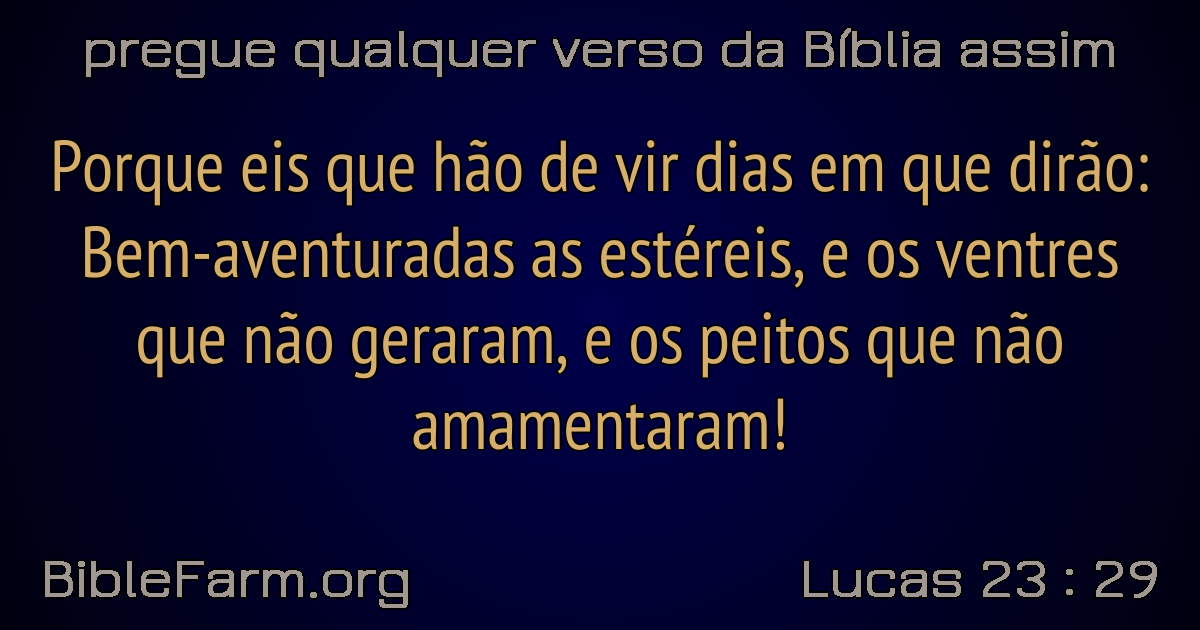 pregue qualquer verso da Bíblia assim
Porque eis que hão de vir dias em que dirão:
Bem-aventuradas as estéreis, e os ventres
que não geraram, e os peitos que não
amamentaram!
BibleFarm.org
Lucas 23 : 29